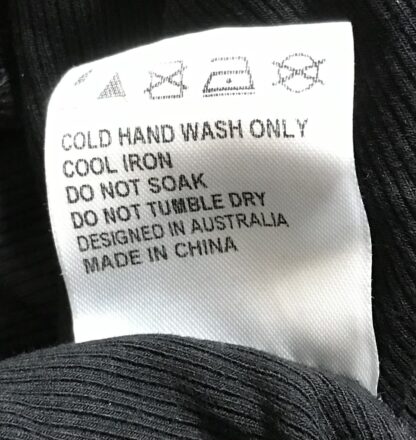 COLD HAND WASH ONLY
COOL IRON
DO NOT SOAK
DO NOT TUMBLE DRY
DESIGNED IN AUSTRALIA
MADE IN CHINA